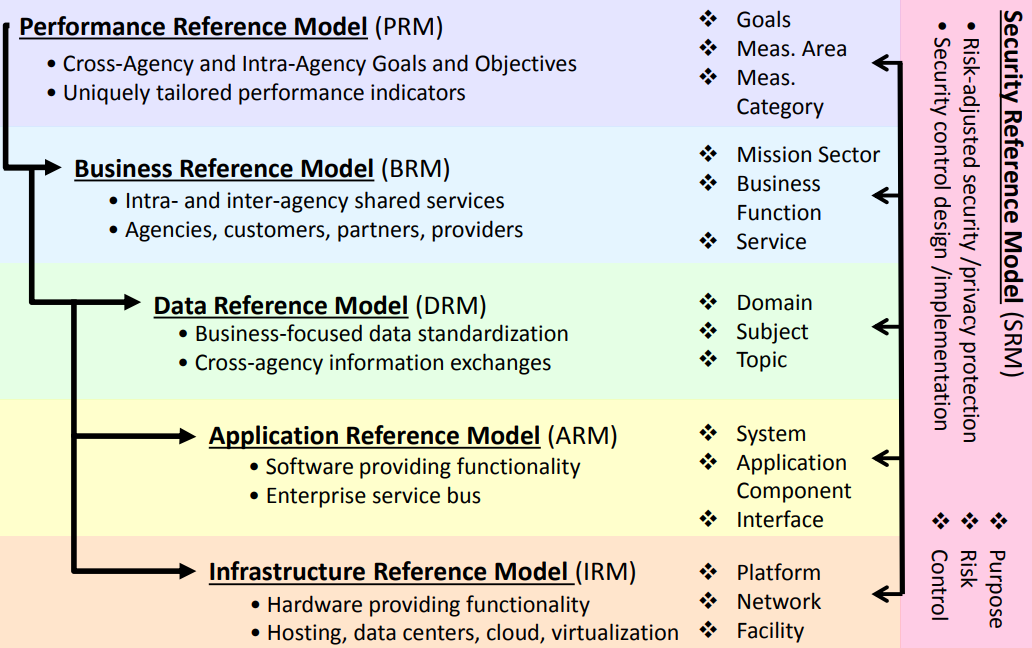 Performance Reference Model (PRM)
• Cross-Agency and Intra-Agency Goals and Objectives
• Uniquely tailored performance indicators
❖ Goals
❖ Meas. Area
❖ Meas.
Category
Business Reference Model (BRM)
• Intra- and inter-agency shared services
• Agencies, customers, partners, providers
❖ Mission Sector
❖ Business
Function
❖ Service
Data Reference Model (DRM)
• Business-focused data standardization
• Cross-agency information exchanges
❖ Domain
❖ Subject
❖ Topic
Application Reference Model (ARM)
• Software providing functionality
• Enterprise service bus
❖ System
❖ Application
Component
❖ Interface
Infrastructure Reference Model (IRM)
• Hardware providing functionality
• Hosting, data centers, cloud, virtualization
❖ Platform
❖ Network
❖ Facility
Security Reference Model (SRM)
• Risk-adjusted security /privacy protection
• Security control design /implementation
❖ Purpose
❖ Risk
❖ Control